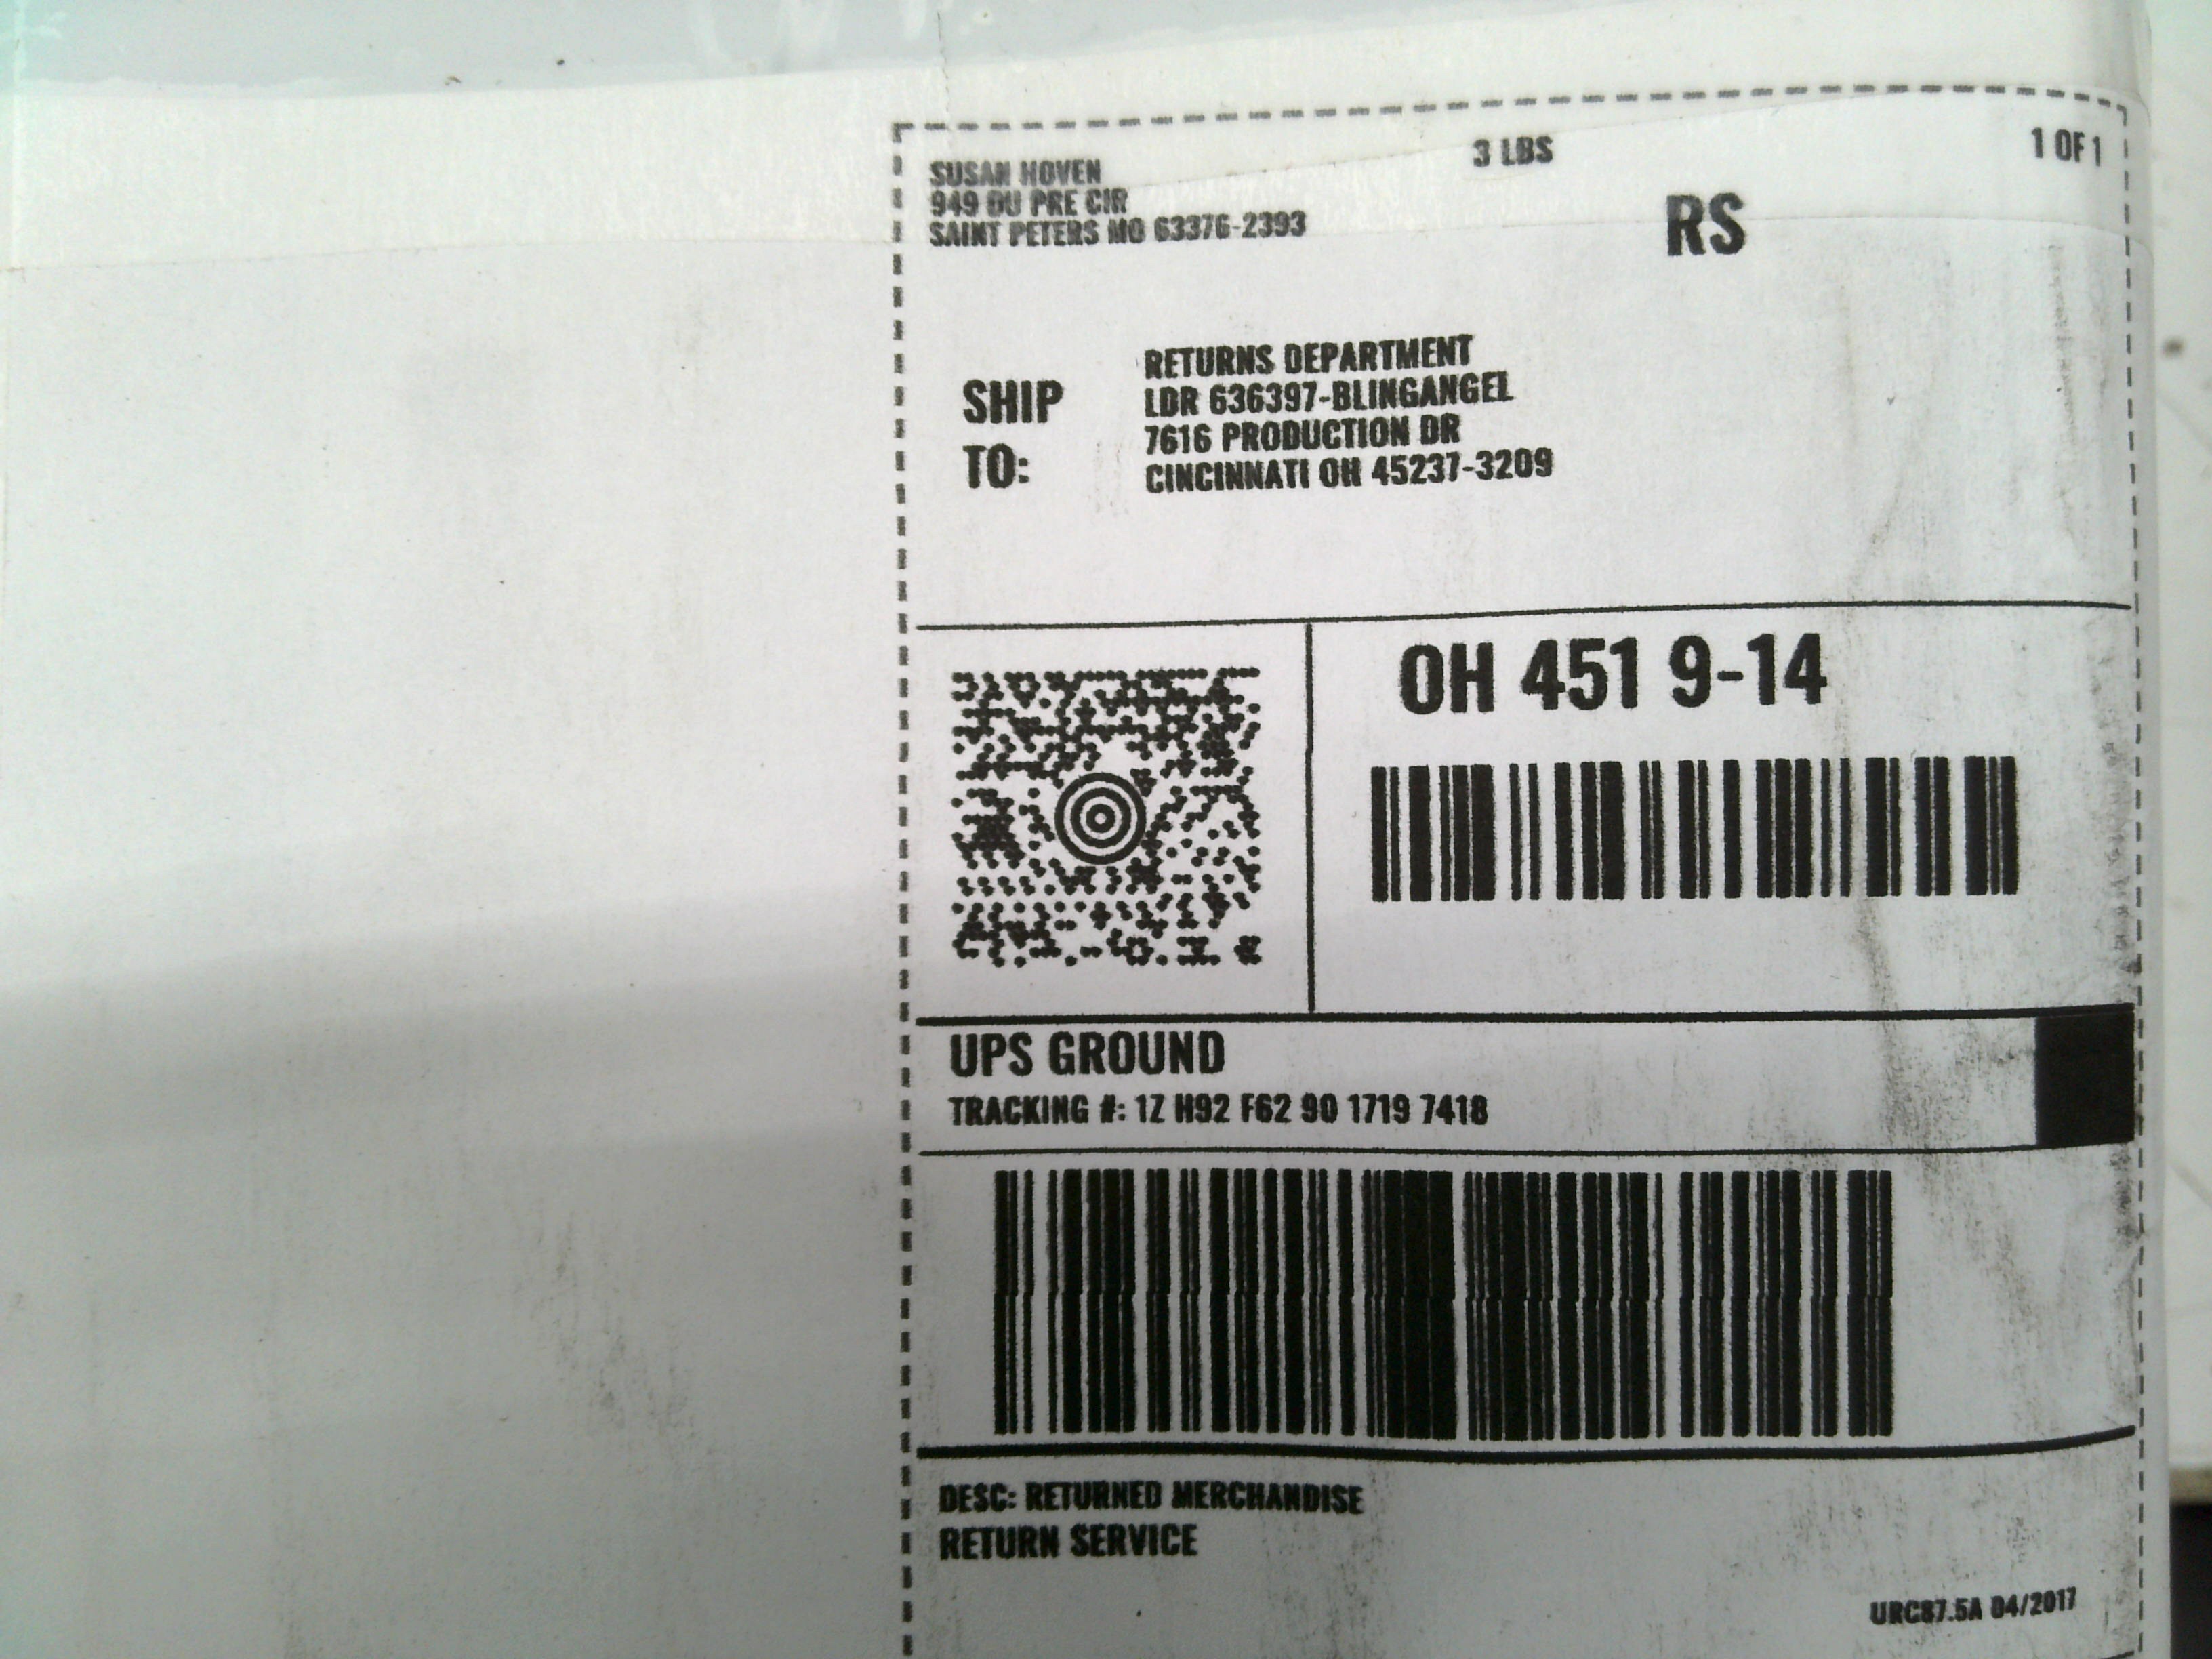 SUSAN HOVEN
949 DU PRE CIR
SAINT PETERS MO 63376-2393
3 LBS
1 OF 1
RS
SHIP
TO:
RETURNS DEPARTMENT
LDR 636397-BLINGANGEL
7616 PRODUCTION DR
CINCINNATI OH 45237-3209
OH 451 9-14
UPS GROUND
TRACKING #: 1Z H92 F62 90 1719 7418
DESC: RETURNED MERCHANDISE
RETURN SERVICE
URC87.5A 04/2017